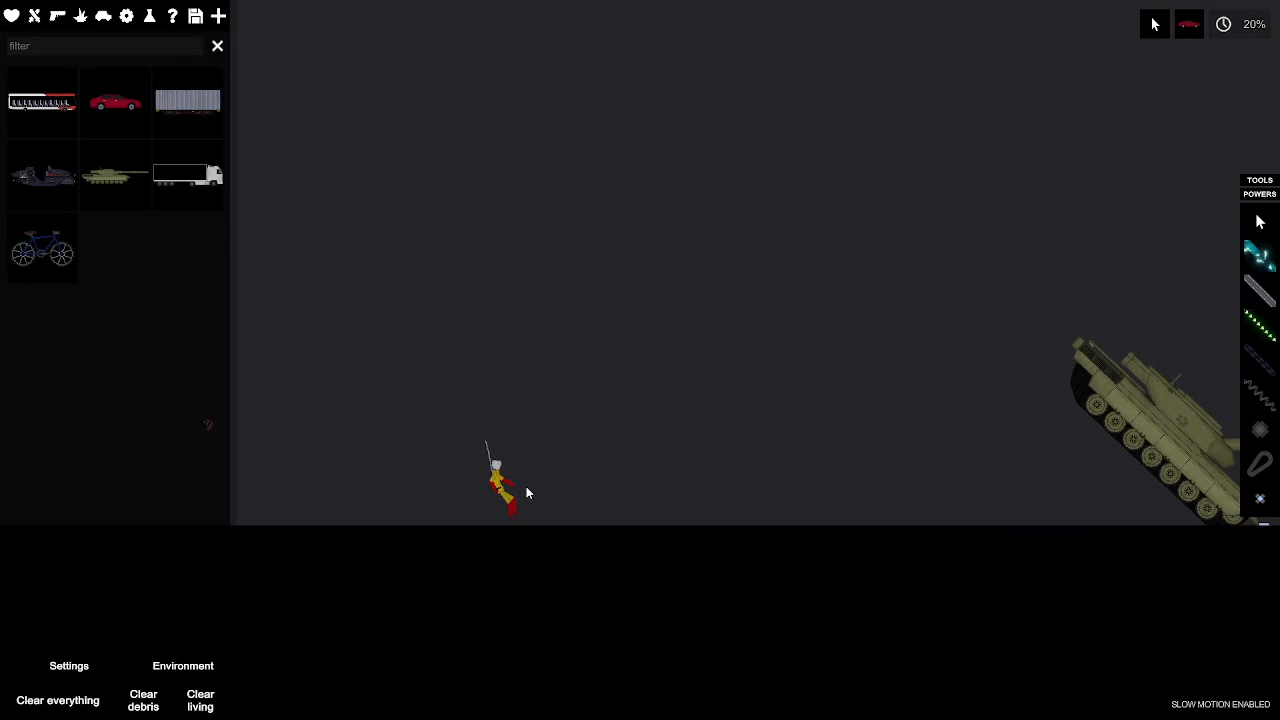 filter
20%
TOOLS
POWERS
Settings
Environment
Clear everything
Clear debris
Clear living
SLOW MOTION ENABLED